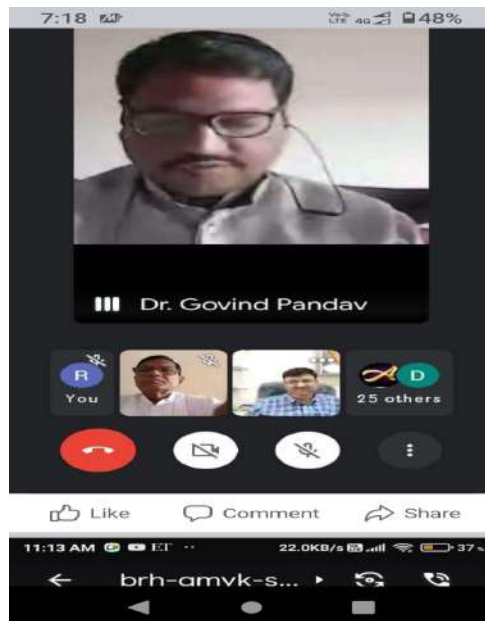 7:18 48%
Dr. Govind Pandav
R D
You 25 others
Like Comment Share
11:13 AM 22.0KB/s 37
brh-qmvk-s...